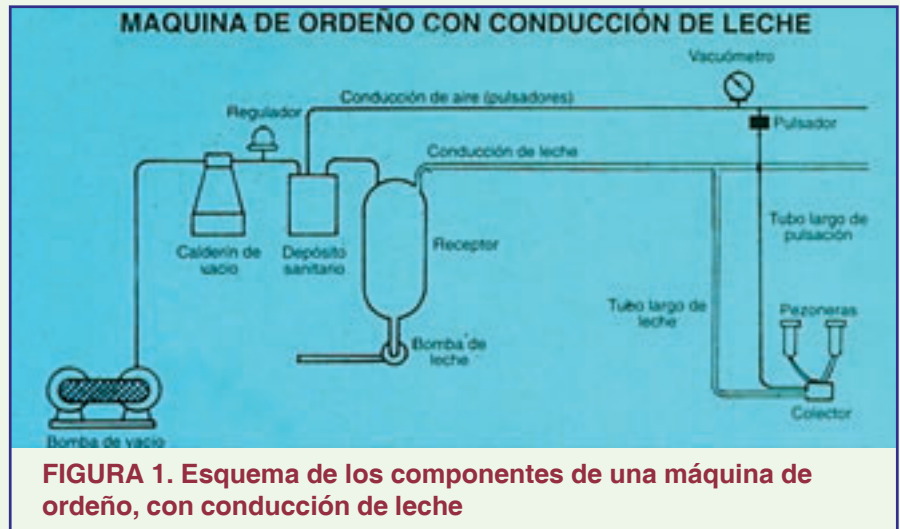 MAQUINA DE ORDEÑO CON CONDUCCIÓN DE LECHE
Vacuómetro
Conducción de aire (pulsadores)
Regulador
Pulsador
Conducción de leche
Calderín de
vacio
Depósito
sanitario
Receptor
Tubo largo de
pulsación
Tubo largo de
leche
Pezoneras
Bomba de
leche
Colector
Bomba de vacio
FIGURA 1. Esquema de los componentes de una máquina de
ordeño, con conducción de leche